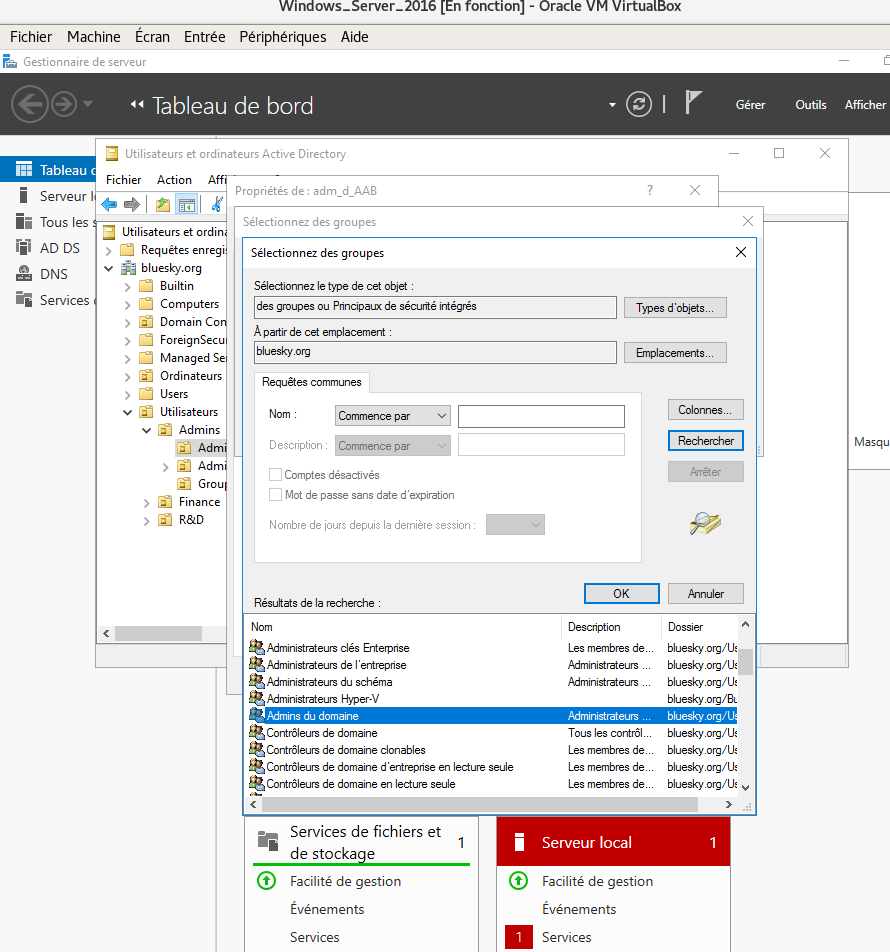 Windows_Server_2016 [En fonction] - Oracle VM VirtualBox
Fichier Machine Écran Entrée Périphériques Aide
Gestionnaire de serveur
Tableau de bord
Gérer Outils Afficher
Utilisateurs et ordinateurs Active Directory
Fichier Action Affi
Propriétés de : adm_d_AAB
Sélectionnez des groupes
Sélectionnez des groupes
Tableau
Serveur l
Tous les s
AD DS
DNS
Services
Utilisateurs et ordina
Requêtes enregis
bluesky.org
Builtin
Computers
Domain Con
ForeignSecur
Managed Se
Ordinateurs
Users
Utilisateurs
Admins
Admi
Admi
Group
Finance
R&D
Sélectionnez le type de cet objet :
des groupes ou Principaux de sécurité intégrés
Types d'objets...
À partir de cet emplacement :
bluesky.org
Emplacements...
Requêtes communes
Nom : Commence par
Description : Commence par
Comptes désactivés
Mot de passe sans date d'expiration
Nombre de jours depuis la dernière session :
Colonnes...
Rechercher
Arrêter
Masqu
OK Annuler
Résultats de la recherche :
Nom Description Dossier
Administrateurs clés Enterprise Les membres de... bluesky.org/Us
Administrateurs de l'entreprise Administrateurs ... bluesky.org/Us
Administrateurs du schéma Administrateurs ... bluesky.org/Us
Administrateurs Hyper-V bluesky.org/Bu
Admins du domaine Administrateurs ... bluesky.org/Us
Contrôleurs de domaine Tous les contrôl... bluesky.org/Us
Contrôleurs de domaine clonables Les membres de... bluesky.org/Us
Contrôleurs de domaine d'entreprise en lecture seule Les membres de... bluesky.org/Us
Contrôleurs de domaine en lecture seule Les membres de... bluesky.org/Us
Services de fichiers et
de stockage
1
Facilité de gestion
Événements
Services
Serveur local 1
Facilité de gestion
Événements
1 Services